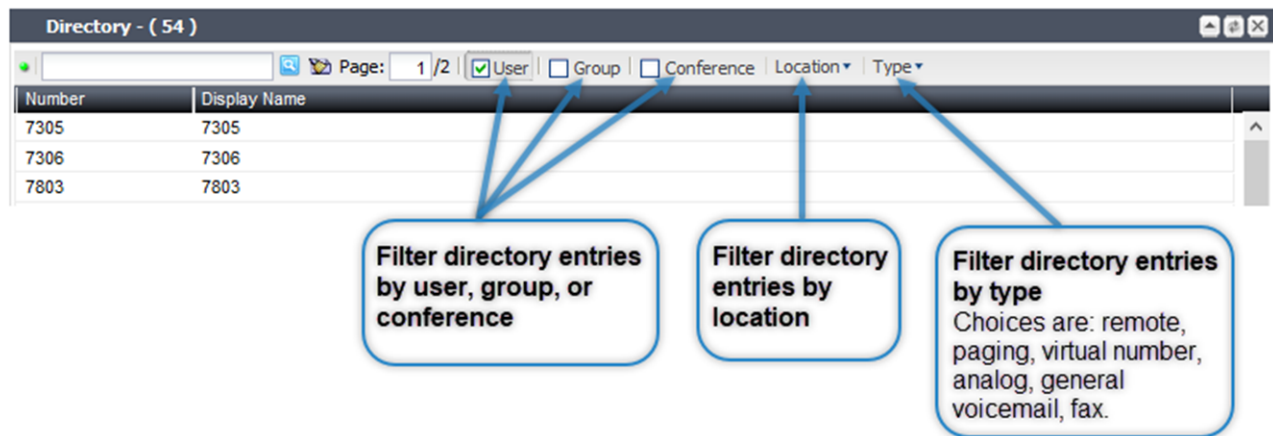 Directory - ( 54 )
Page: 1 /2 User Group Conference Location Type
Number Display Name
7305 7305
7306 7306
7803 7803
Filter directory entries
by user, group, or
conference
Filter directory
entries by
location
Filter directory entries
by type
Choices are: remote,
paging, virtual number,
analog, general
voicemail, fax.